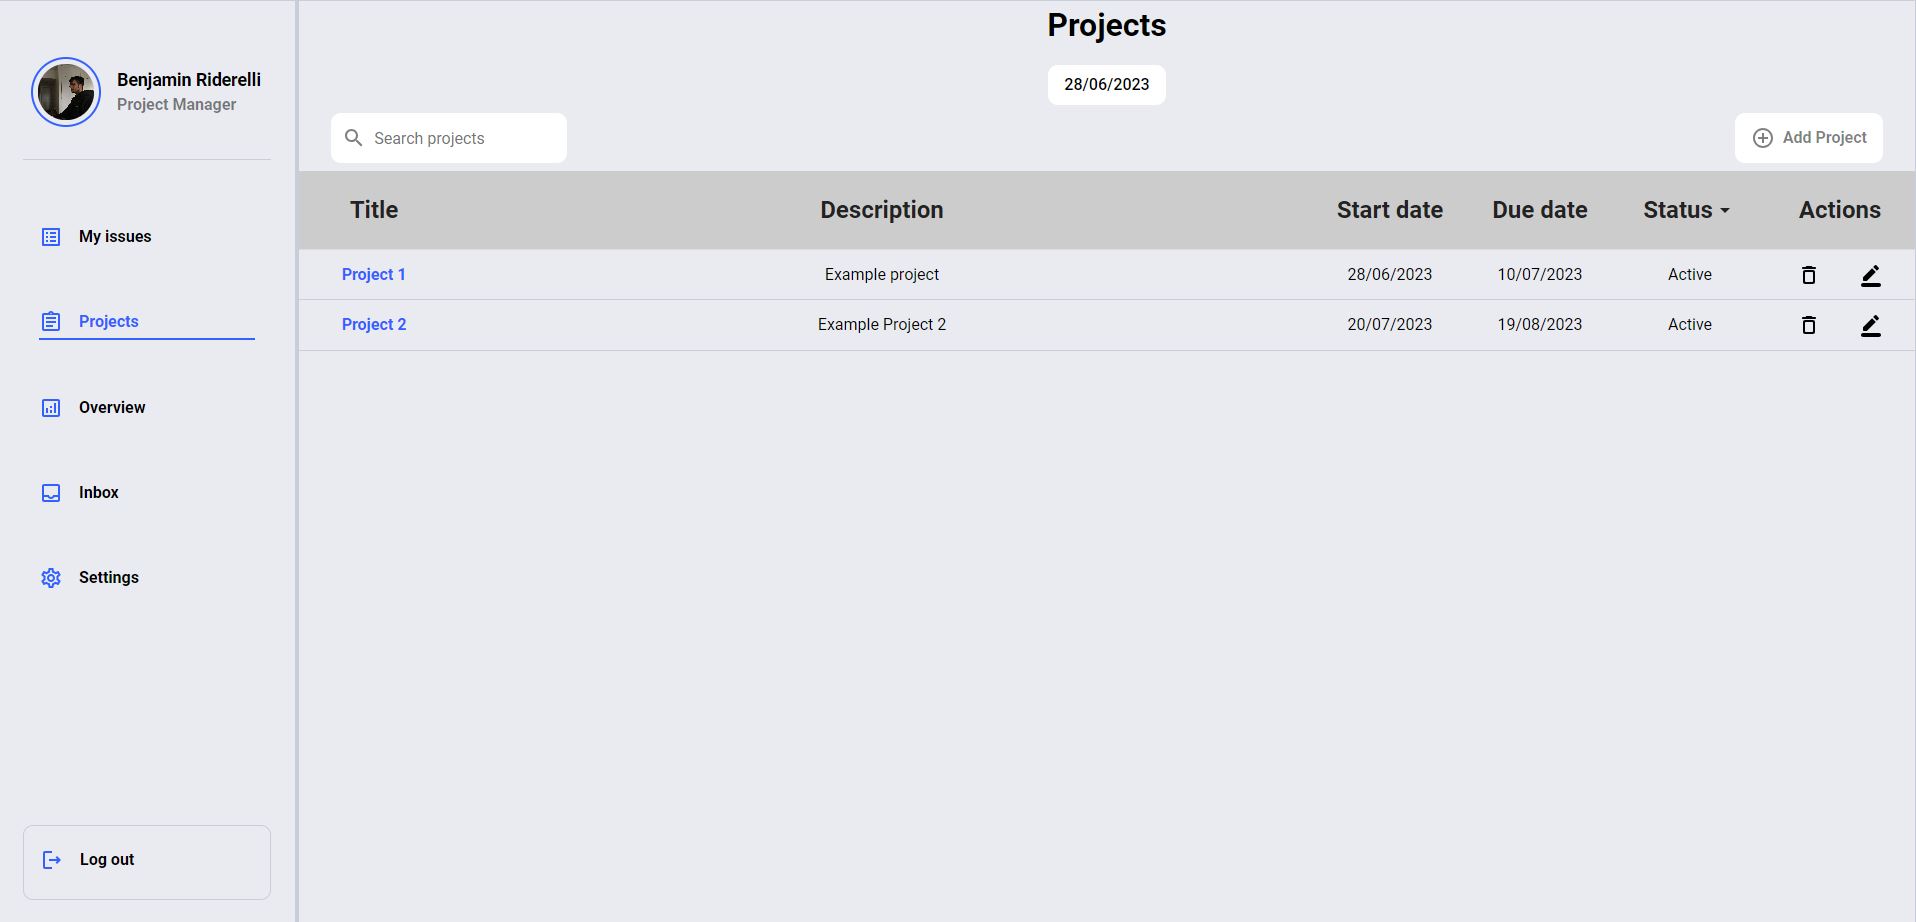 Benjamin Riderelli
Project Manager
My issues
Projects
Overview
Inbox
Settings
Log out
Projects
28/06/2023
Search projects
Add Project
Title Description Start date Due date Status Actions
Project 1 Example project 28/06/2023 10/07/2023 Active
Project 2 Example Project 2 20/07/2023 19/08/2023 Active